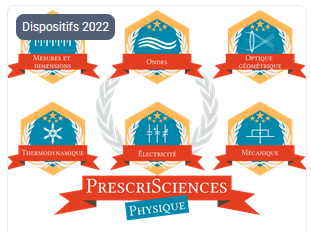 Dispositifs 2022
Mesures et
dimensions
Ondes
Optique
géométrique
Thermodynamique
Électricité
Mécanique
PrescriSciences
Physique